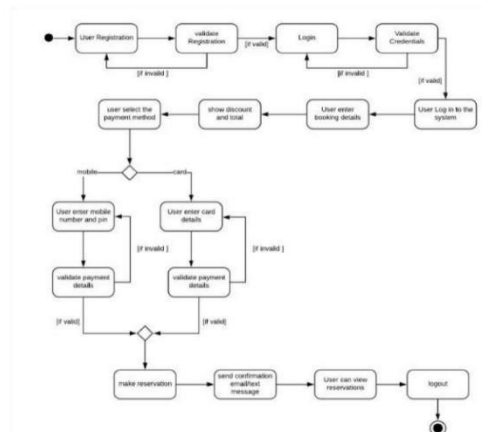 User Registration
validate
Registration
[if valid]
Login
Validate
Credentials
[if invalid ]
[if invalid ]
[if valid]
user select the
payment method
show discount
and total
User enter
booking details
User Log in to the
system
mobile
card
User enter mobile
number and pin
User enter card
details
[if invalid ]
[if invalid ]
validate payment
details
validate payment
details
[if valid]
[if valid]
make reservation
send confirmation
email/text
message
User can view
reservations
logout